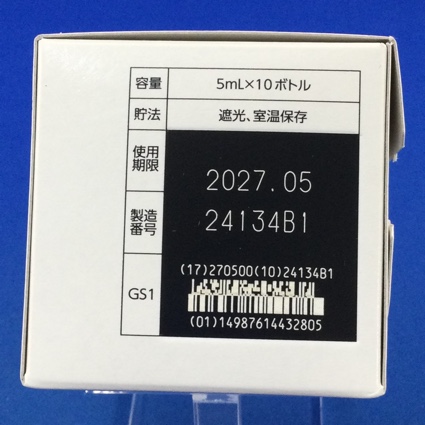 容量 5mL×10ボトル
貯法 遮光、室温保存
使用
期限
2027.05
製造
番号
24134B1
GS1
(17)270500(10)24134B1
(01)14987614432805